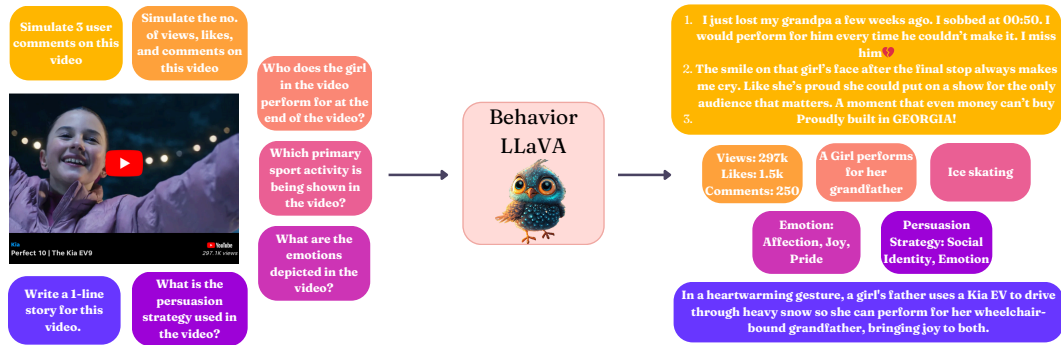 Simulate 3 user
comments on this
video
Simulate the no.
of views, likes,
and comments on
this video
Who does the girl
in the video
perform for at the
end of the video?
Which primary
sport activity is
being shown in
the video?
What are the
emotions
depicted in the
video?
Kia
Perfect 10 | The Kia EV9
YouTube
297.1K views
Write a 1-line
story for this
video.
What is the
persuasion
strategy used in
the video?
Behavior
LLaVA
1. I just lost my grandpa a few weeks ago. I sobbed at 00:50. I
would perform for him every time he couldn't make it. I miss
him💔
2. The smile on that girl's face after the final stop always makes
me cry. Like she's proud she could put on a show for the only
audience that matters. A moment that even money can't buy
3. Proudly built in GEORGIA!
Views: 297k
Likes: 1.5k
Comments: 250
A Girl performs
for her
grandfather
Ice skating
Emotion:
Affection, Joy,
Pride
Persuasion
Strategy: Social
Identity, Emotion
In a heartwarming gesture, a girl's father uses a Kia EV to drive
through heavy snow so she can perform for her wheelchair-
bound grandfather, bringing joy to both.